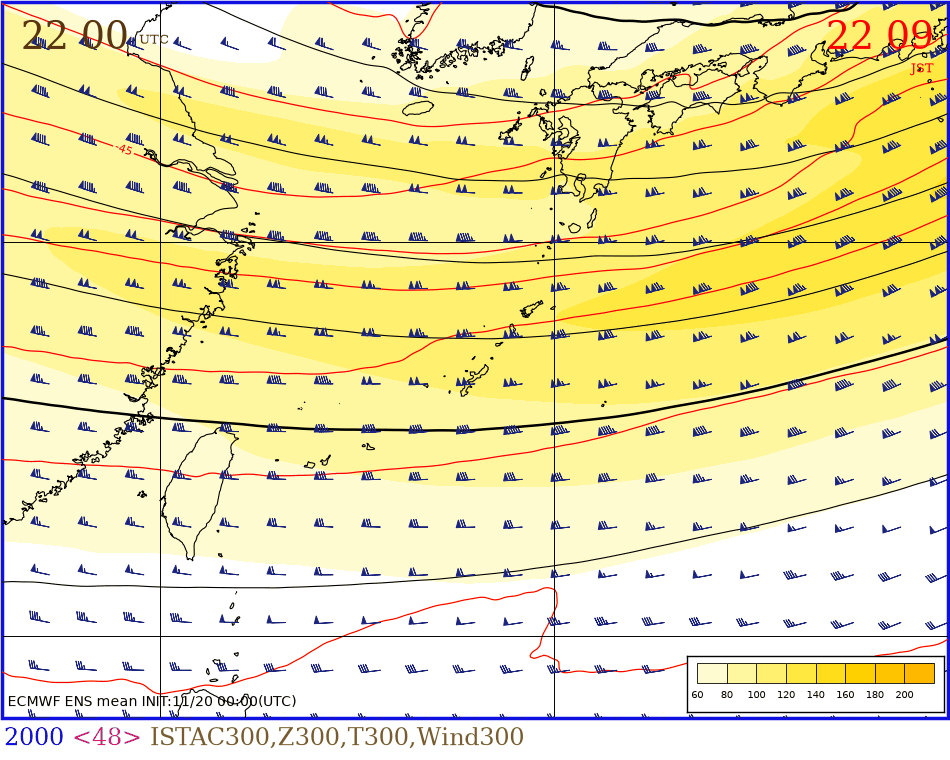 22 00 UTC
22 09
JST
-45
60 80 100 120 140 160 180 200
ECMWF ENS mean INIT:11/20 00:00(UTC)
2000 <48> ISTAC300,Z300,T300,Wind300